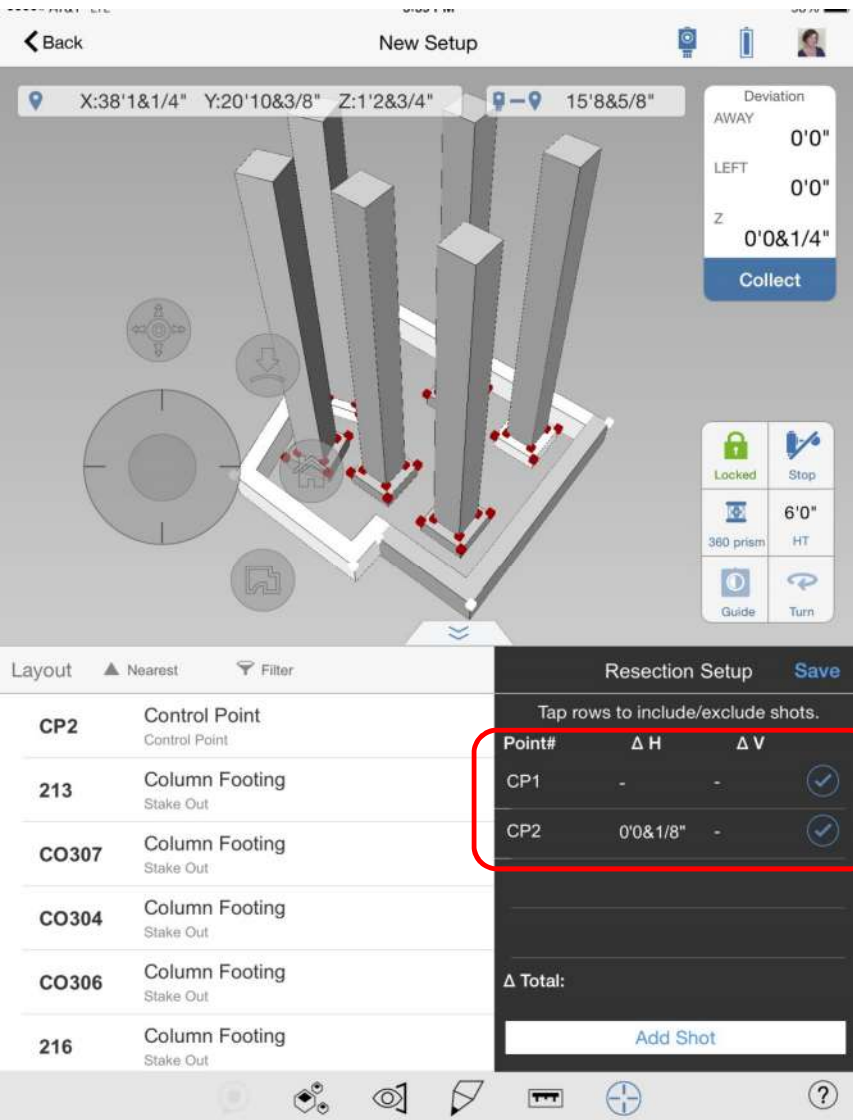 Back
New Setup
X:38'1&1/4" Y:20'10&3/8" Z:1'2&3/4"
15'8&5/8"
Deviation
AWAY
0'0"
LEFT
0'0"
Z
0'0&1/4"
Collect
Locked
Stop
6'0"
360 prism
HT
Guide
Turn
Layout
Nearest
Filter
CP2
Control Point
Control Point
213
Column Footing
Stake Out
CO307
Column Footing
Stake Out
CO304
Column Footing
Stake Out
CO306
Column Footing
Stake Out
216
Column Footing
Stake Out
Resection Setup
Save
Tap rows to include/exclude shots.
Point# Δ H Δ V
CP1 - -
CP2 0'0&1/8" -
Δ Total:
Add Shot
?